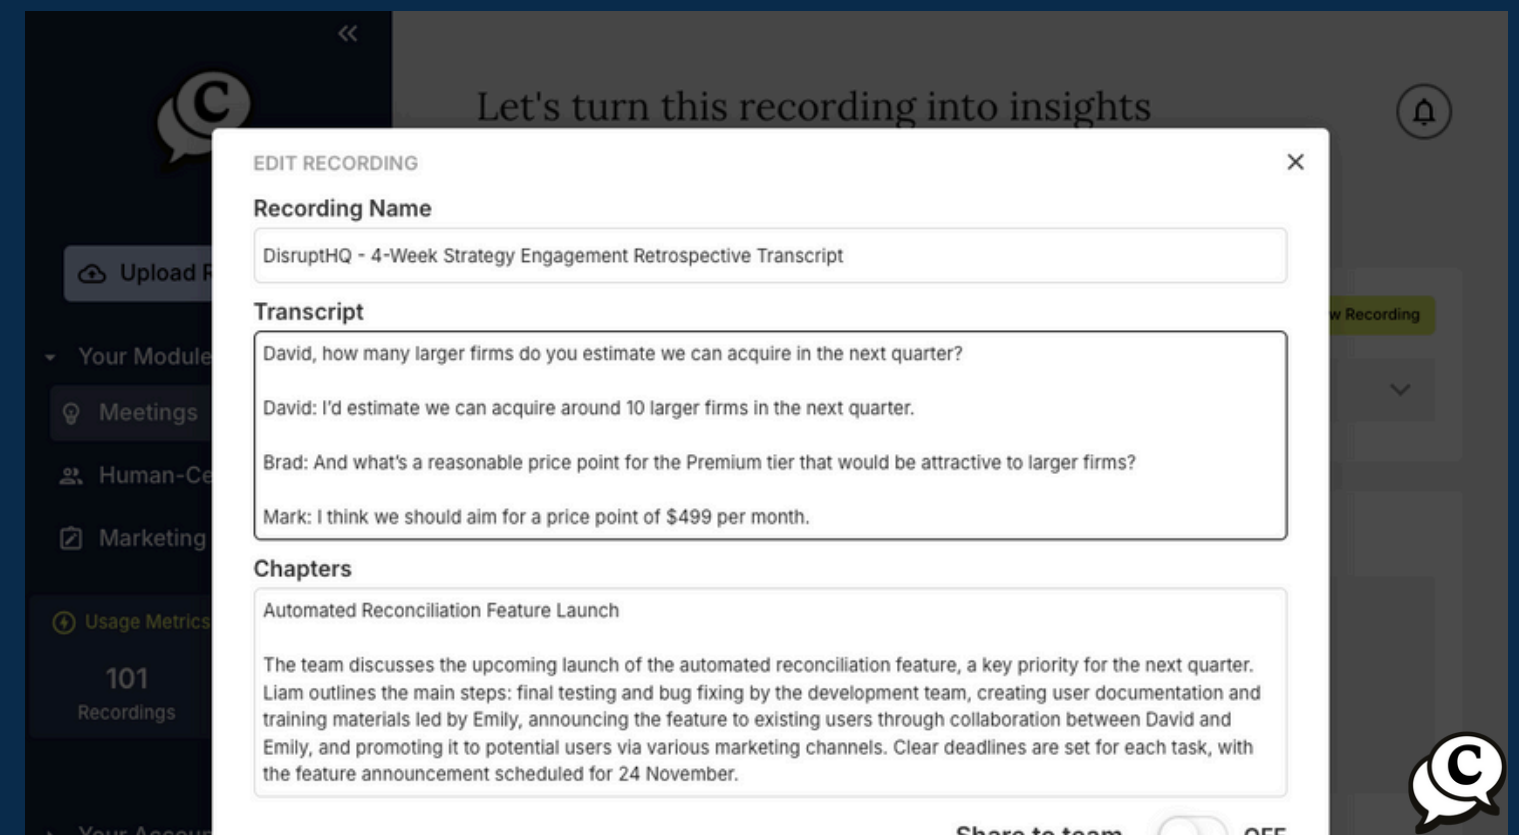 Let's turn this recording into insights
EDIT RECORDING
Recording Name
DisruptHQ - 4-Week Strategy Engagement Retrospective Transcript
Upload
Transcript
David, how many larger firms do you estimate we can acquire in the next quarter?
David: I'd estimate we can acquire around 10 larger firms in the next quarter.
Brad: And what's a reasonable price point for the Premium tier that would be attractive to larger firms?
Mark: I think we should aim for a price point of $499 per month.
Recording
Your Module
Meetings
Human-Ce
Marketing
Usage Metrics
101
Recordings
Chapters
Automated Reconciliation Feature Launch
The team discusses the upcoming launch of the automated reconciliation feature, a key priority for the next quarter.
Liam outlines the main steps: final testing and bug fixing by the development team, creating user documentation and
training materials led by Emily, announcing the feature to existing users through collaboration between David and
Emily, and promoting it to potential users via various marketing channels. Clear deadlines are set for each task, with
the feature announcement scheduled for 24 November.
Share to team
OFF
C
C